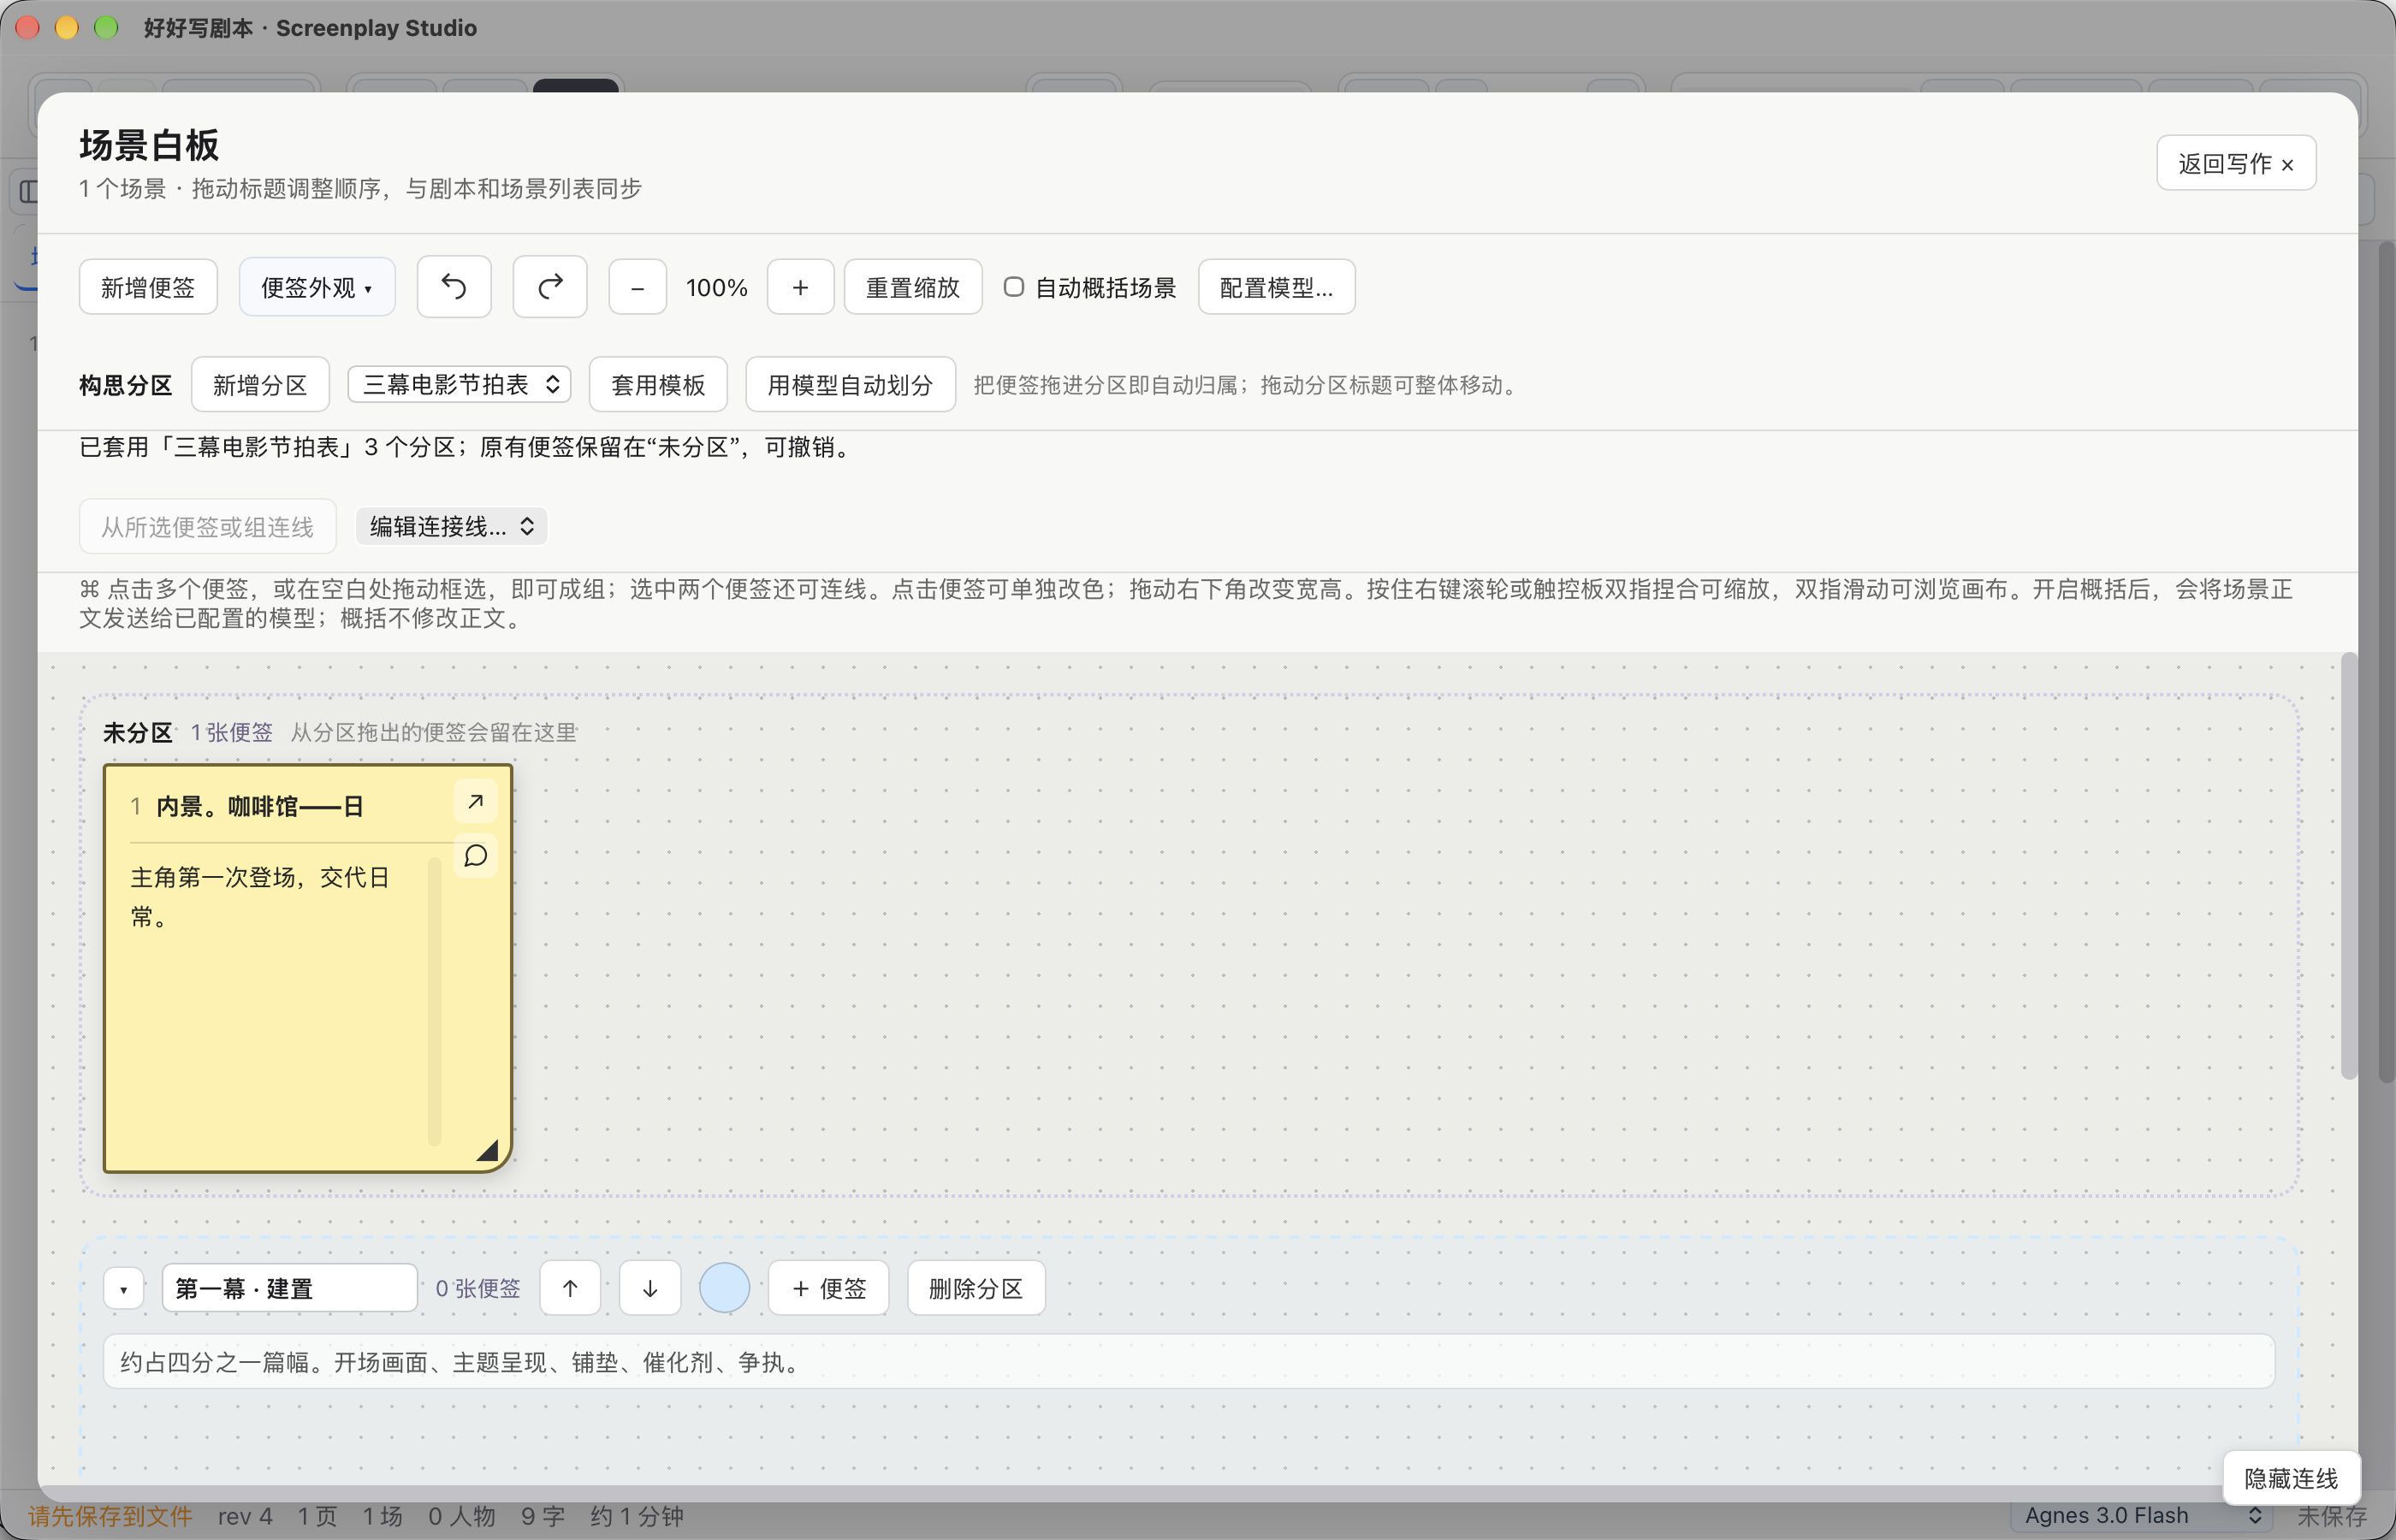 好好写剧本 · Screenplay Studio
场景白板
1 个场景 · 拖动标题调整顺序，与剧本和场景列表同步
返回写作 ×
新增便签 便签外观 ▾ − 100% + 重置缩放 自动概括场景 配置模型...
构思分区 新增分区 三幕电影节拍表 套用模板 用模型自动划分 把便签拖进分区即自动归属；拖动分区标题可整体移动。
已套用「三幕电影节拍表」3 个分区；原有便签保留在“未分区”，可撤销。
从所选便签或组连线 编辑连接线...
⌘ 点击多个便签，或在空白处拖动框选，即可成组；选中两个便签还可连线。点击便签可单独改色；拖动右下角改变宽高。按住右键滚轮或触控板双指捏合可缩放，双指滑动可浏览画布。开启概括后，会将场景正
文发送给已配置的模型；概括不修改正文。
未分区 1 张便签 从分区拖出的便签会留在这里
1 内景。咖啡馆——日
主角第一次登场，交代日
常。
▾ 第一幕 · 建置 0 张便签 ↑ ↓ + 便签 删除分区
约占四分之一篇幅。开场画面、主题呈现、铺垫、催化剂、争执。
隐藏连线
请先保存到文件 rev 4 1 页 1 场 0 人物 9 字 约 1 分钟 Agnes 3.0 Flash 未保存